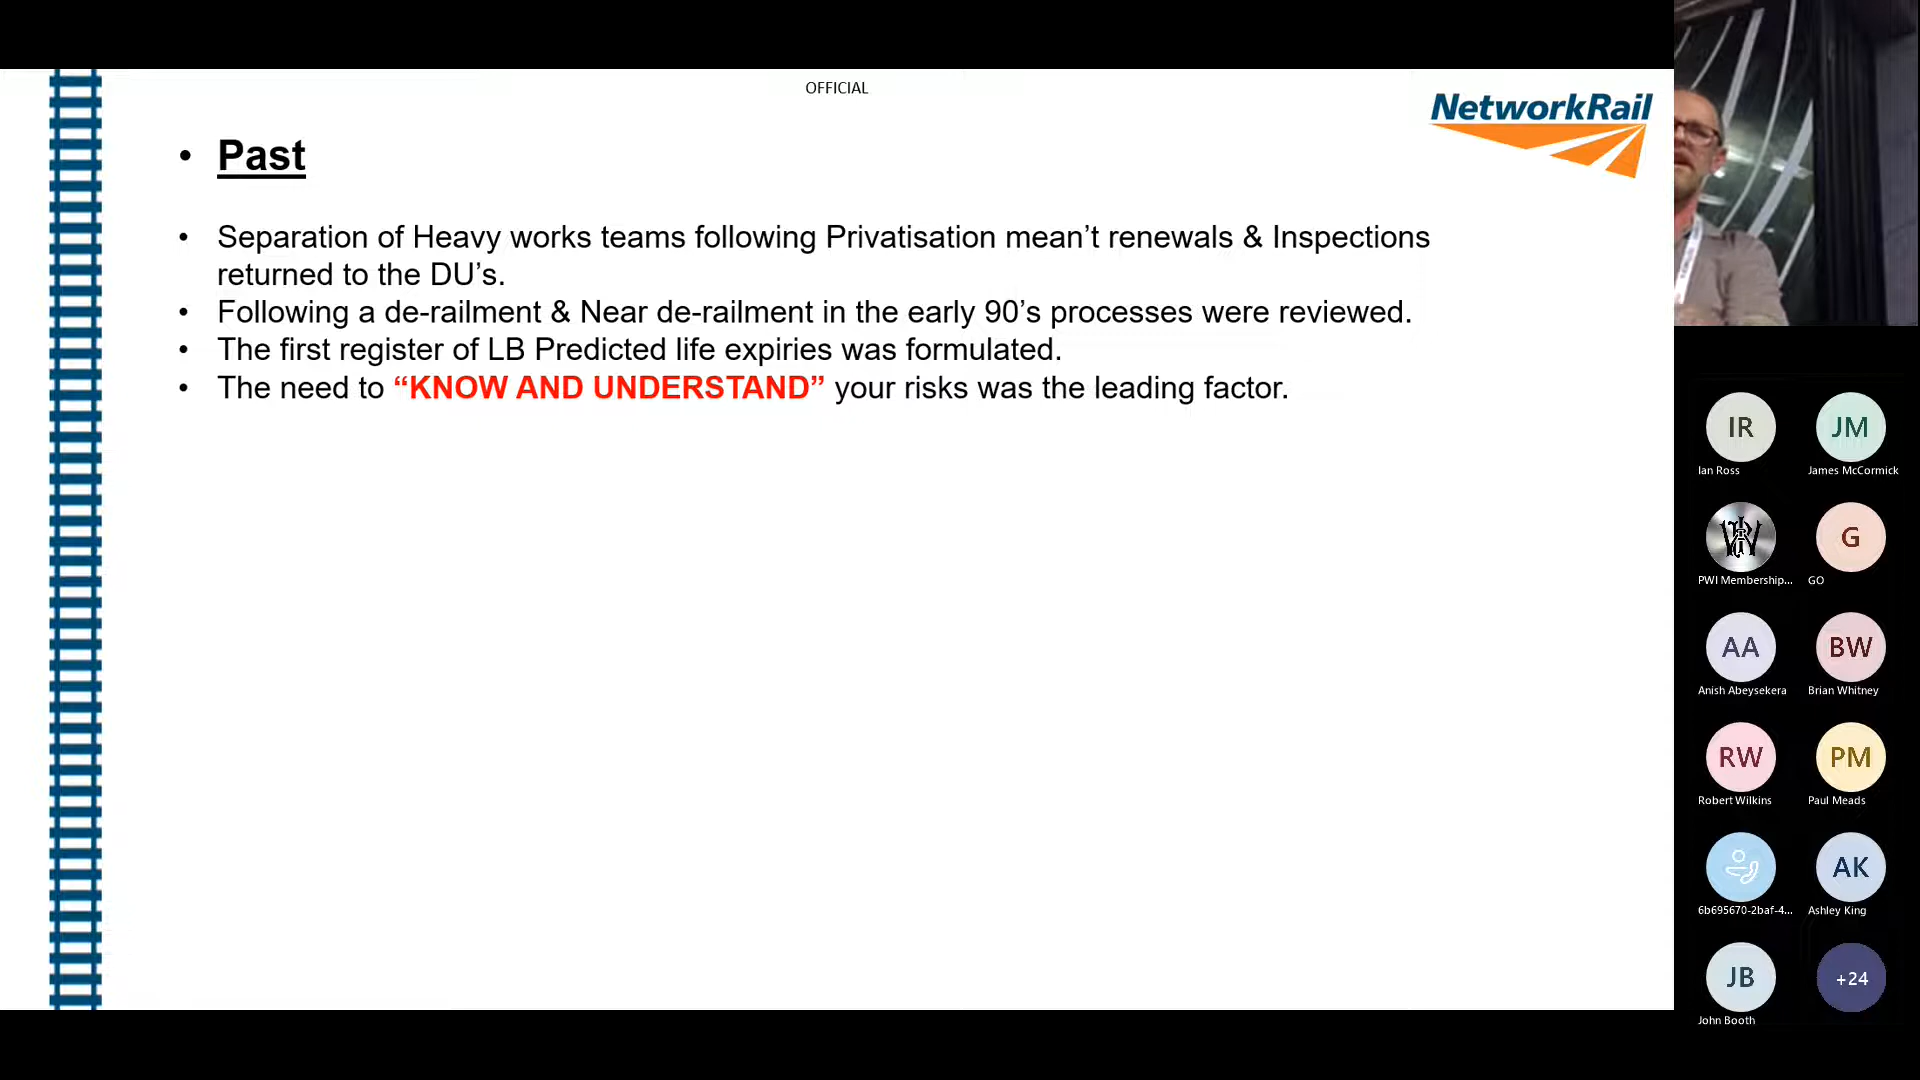 OFFICIAL
NetworkRail
• Past
• Separation of Heavy works teams following Privatisation mean’t renewals & Inspections
returned to the DU’s.
• Following a de-railment & Near de-railment in the early 90’s processes were reviewed.
• The first register of LB Predicted life expiries was formulated.
• The need to “KNOW AND UNDERSTAND” your risks was the leading factor.
IR
Ian Ross
JM
James McCormick
PWI Membership...
G
GO
AA
Anish Abeysekera
BW
Brian Whitney
RW
Robert Wilkins
PM
Paul Meads
6b695670-2baf-4...
AK
Ashley King
JB
John Booth
+24